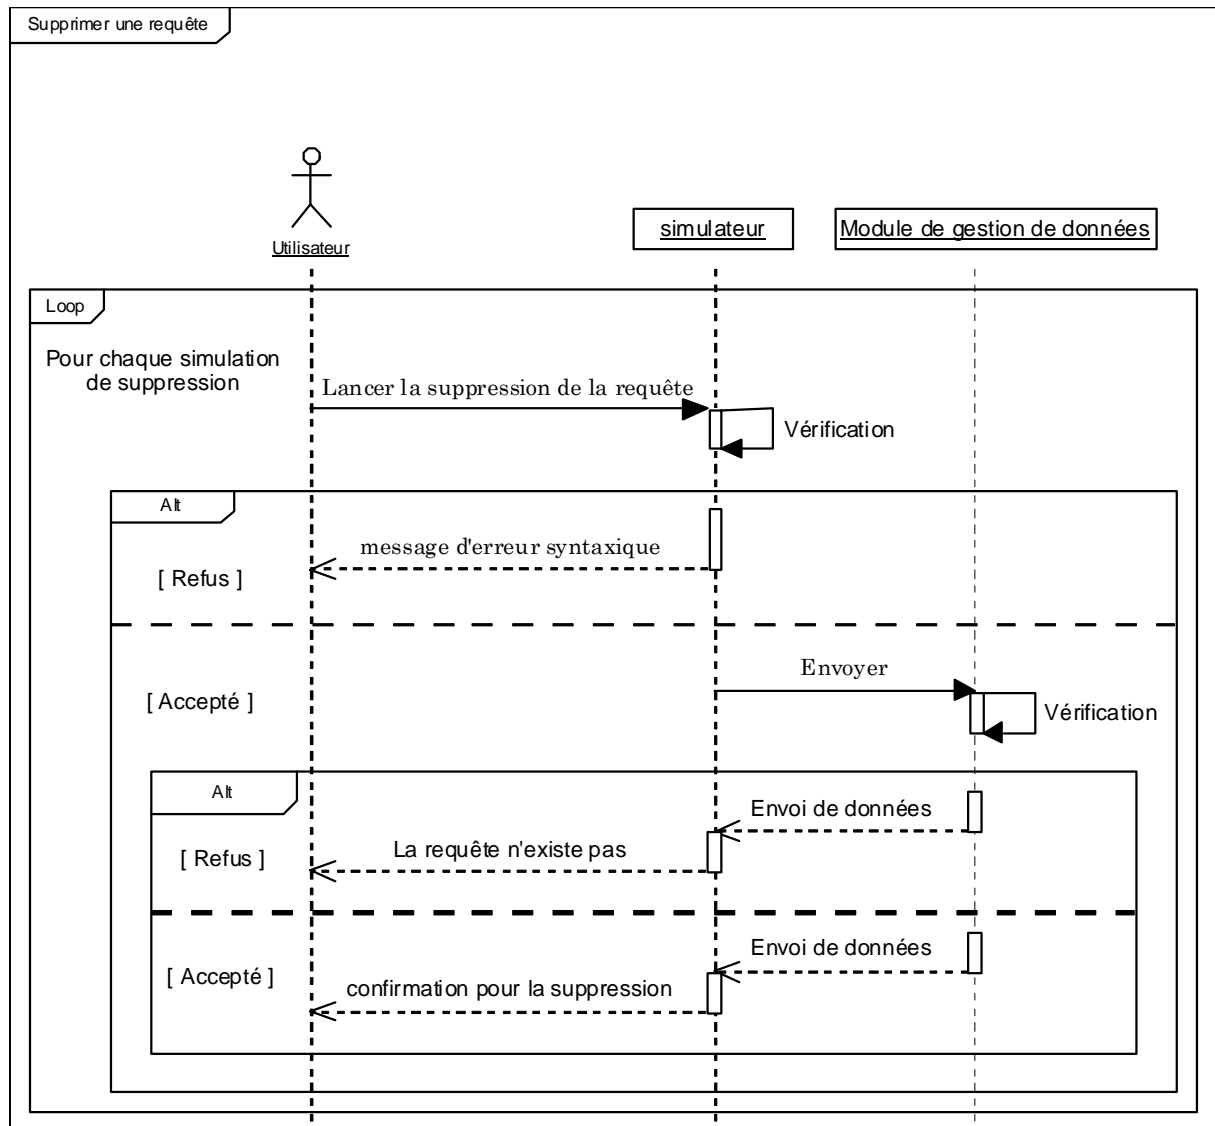 Supprimer une requête
Utilisateur
simulateur
Module de gestion de données
Loop
Pour chaque simulation
de suppression
Lancer la suppression de la requête
Vérification
Alt
message d'erreur syntaxique
[ Refus ]
Envoyer
[ Accepté ]
Vérification
Alt
Envoi de données
La requête n'existe pas
[ Refus ]
Envoi de données
[ Accepté ]
confirmation pour la suppression